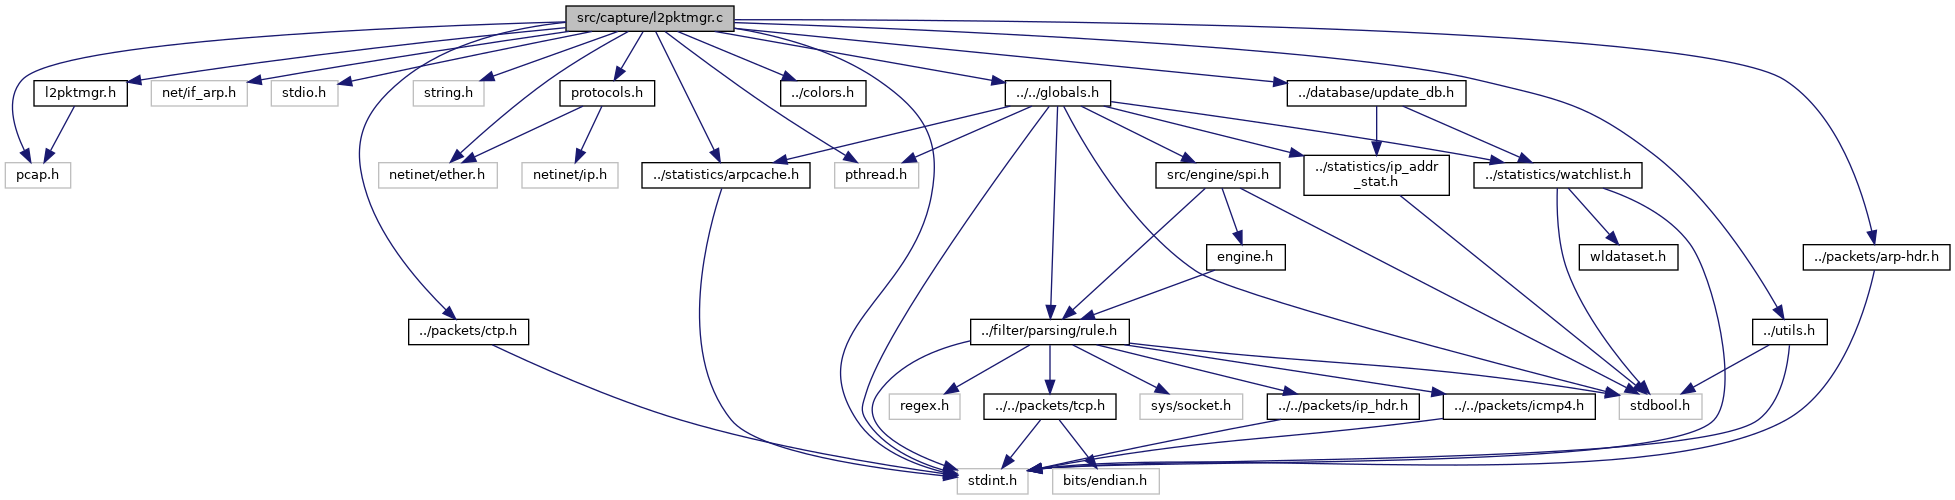 src/capture/l2pktmgr.c
l2pktmgr.h
net/if_arp.h
stdio.h
string.h
protocols.h
../colors.h
../../globals.h
../database/update_db.h
pcap.h
netinet/ether.h
netinet/ip.h
../statistics/arpcache.h
pthread.h
src/engine/spi.h
../statistics/ip_addr
_stat.h
../statistics/watchlist.h
engine.h
wldataset.h
../packets/arp-hdr.h
../packets/ctp.h
../filter/parsing/rule.h
../utils.h
regex.h
../../packets/tcp.h
sys/socket.h
../../packets/ip_hdr.h
../../packets/icmp4.h
stdbool.h
stdint.h
bits/endian.h